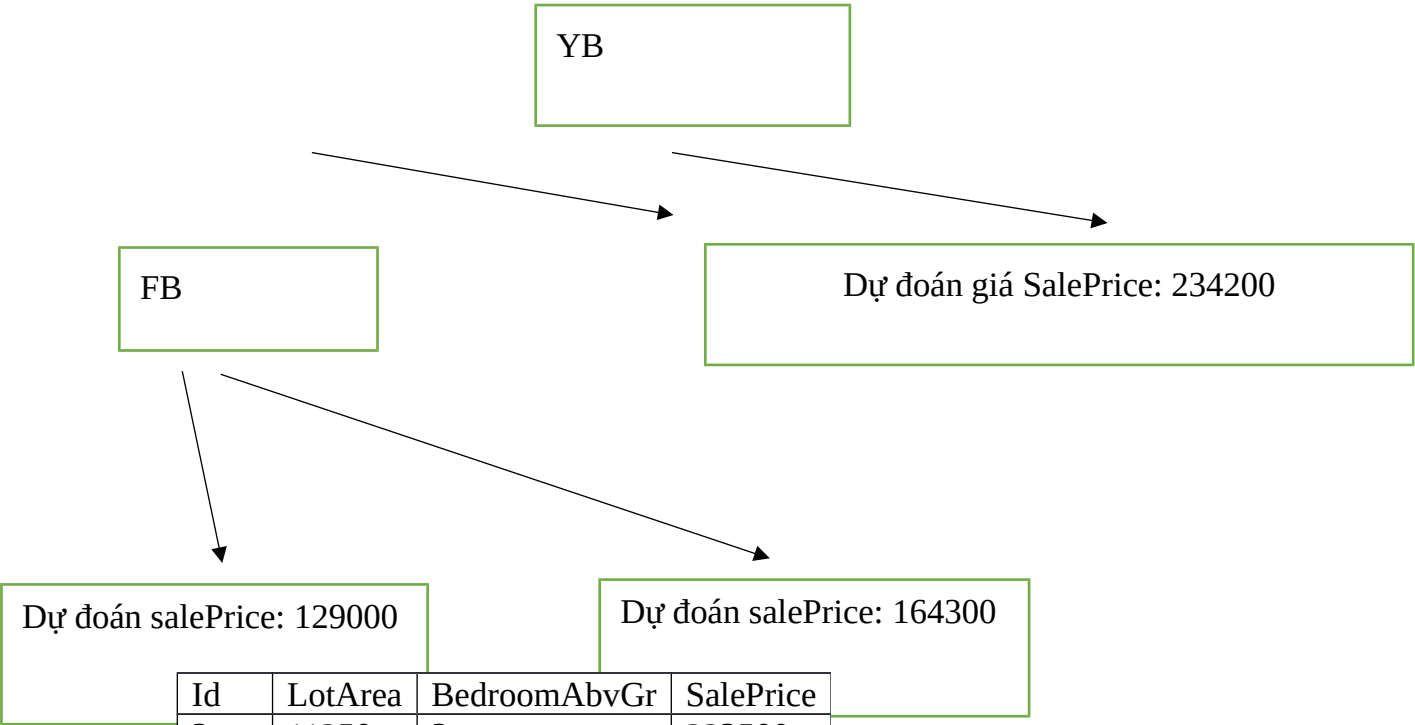 YB
FB
Dự đoán giá SalePrice: 234200
Dự đoán salePrice: 129000
Dự đoán salePrice: 164300
Id LotArea BedroomAbvGr SalePrice